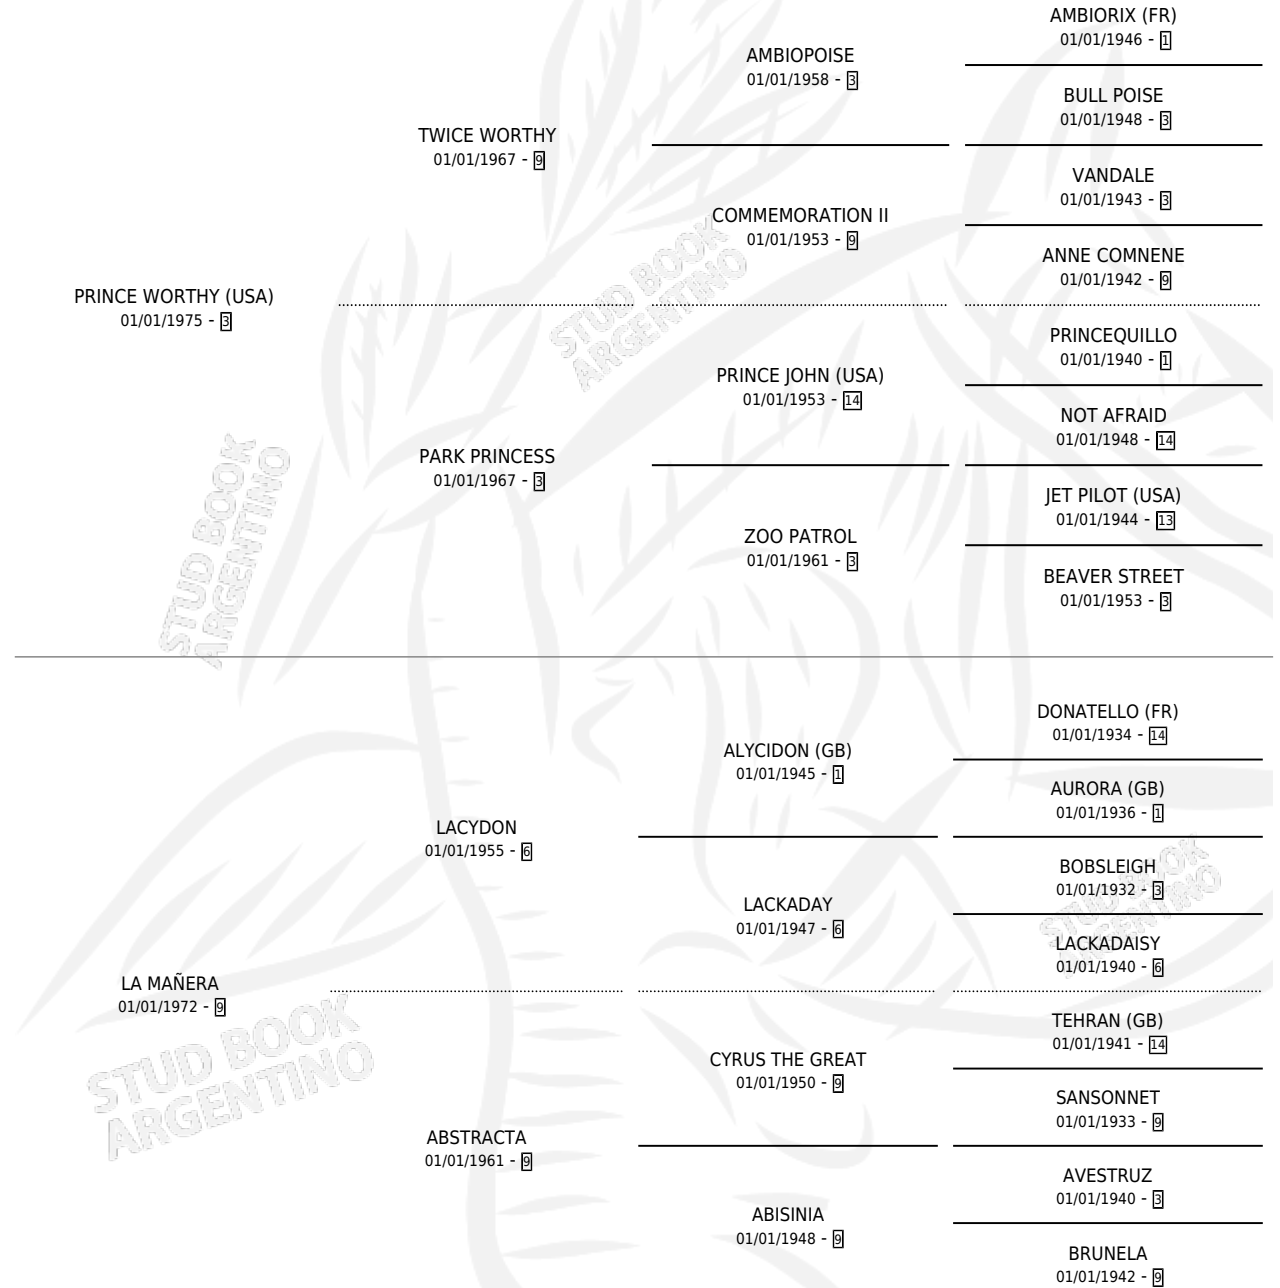 AMBIORIX (FR)
01/01/1946 - 1
AMBIOPOISE
01/01/1958 - 3
BULL POISE
01/01/1948 - 3
TWICE WORTHY
01/01/1967 - 9
VANDALE
01/01/1943 - 3
COMMEMORATION II
01/01/1953 - 9
ANNE COMNENE
01/01/1942 - 9
PRINCE WORTHY (USA)
01/01/1975 - 3
PRINCEQUILLO
01/01/1940 - 1
PRINCE JOHN (USA)
01/01/1953 - 14
NOT AFRAID
01/01/1948 - 14
PARK PRINCESS
01/01/1967 - 3
JET PILOT (USA)
01/01/1944 - 13
ZOO PATROL
01/01/1961 - 3
BEAVER STREET
01/01/1953 - 3
DONATELLO (FR)
01/01/1934 - 14
ALYCIDON (GB)
01/01/1945 - 1
AURORA (GB)
01/01/1936 - 1
LACYDON
01/01/1955 - 6
BOBSLEIGH
01/01/1932 - 3
LACKADAY
01/01/1947 - 6
LACKADAISY
01/01/1940 - 6
LA MAÑERA
01/01/1972 - 9
TEHRAN (GB)
01/01/1941 - 14
CYRUS THE GREAT
01/01/1950 - 9
SANSONNET
01/01/1933 - 9
ABSTRACTA
01/01/1961 - 9
AVESTRUZ
01/01/1940 - 3
ABISINIA
01/01/1948 - 9
BRUNELA
01/01/1942 - 9
STUD BOOK
ARGENTINO
STUD BOOK
ARGENTINO
STUD BOOK
ARGENTINO
STUD BOOK
ARGENTINO